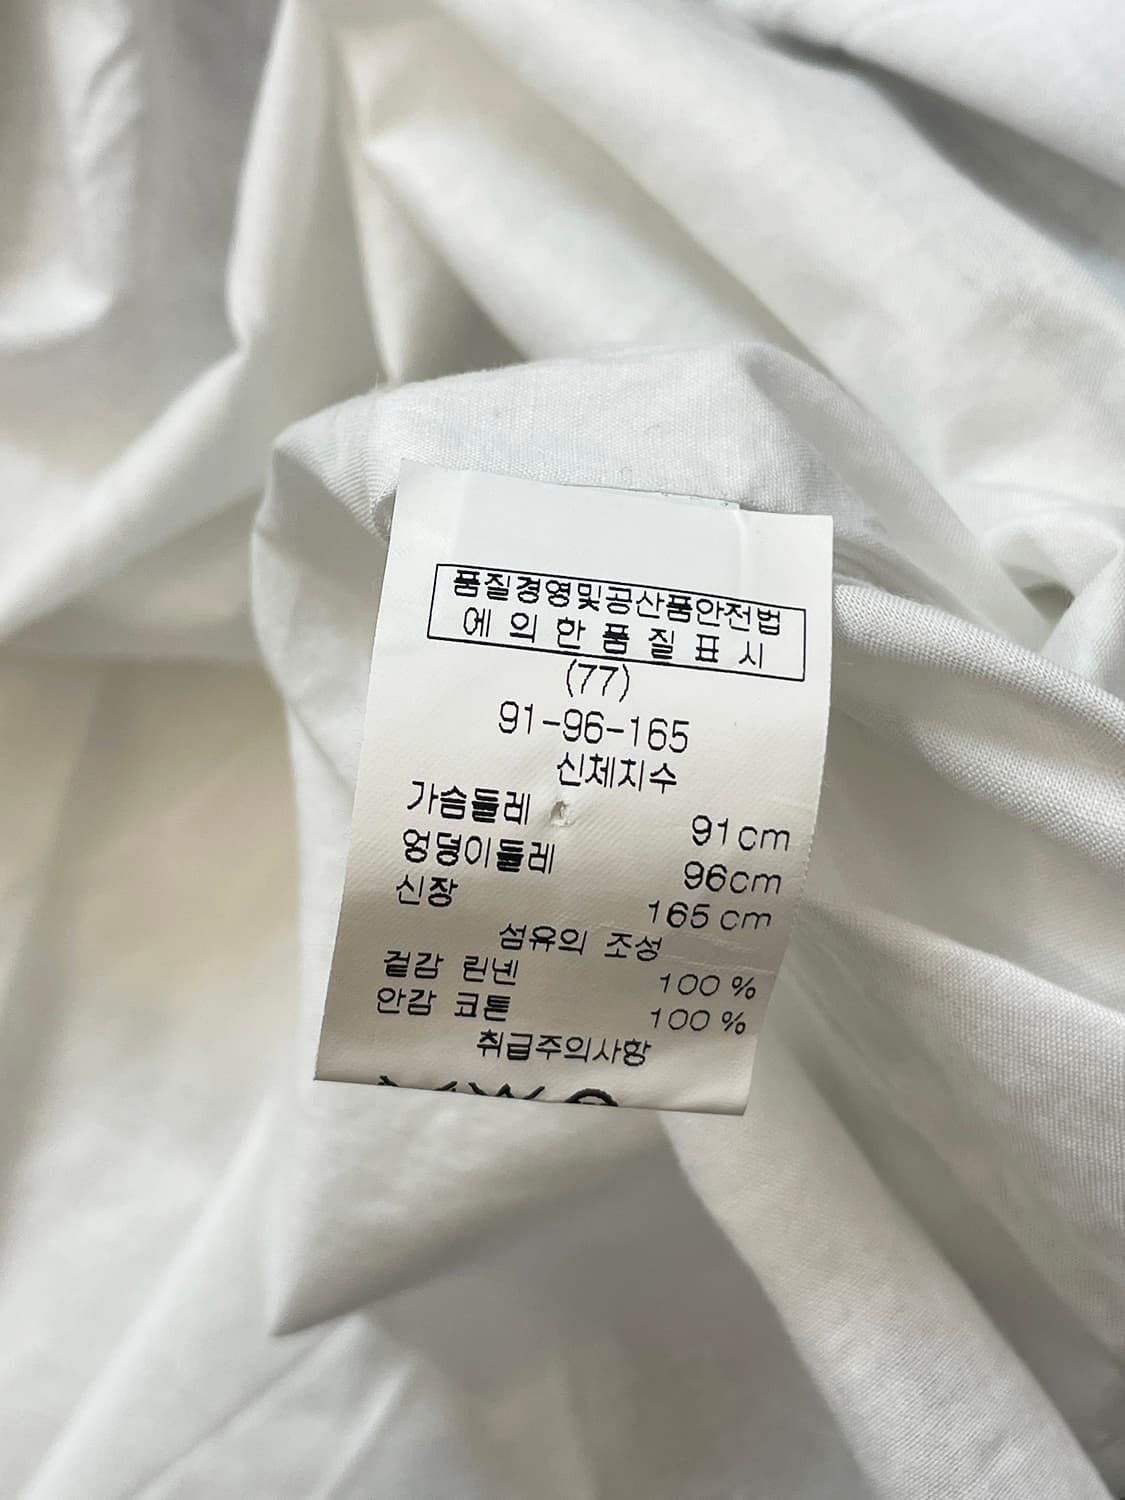 품질경영및공산품안전법
에 의 한 품 질 표 시
(77)
91-96-165
신체치수
가슴둘레 91cm
엉덩이둘레 96cm
신장 165cm
섬유의 조성
겉감 린넨 100%
안감 코튼 100%
취급주의사항